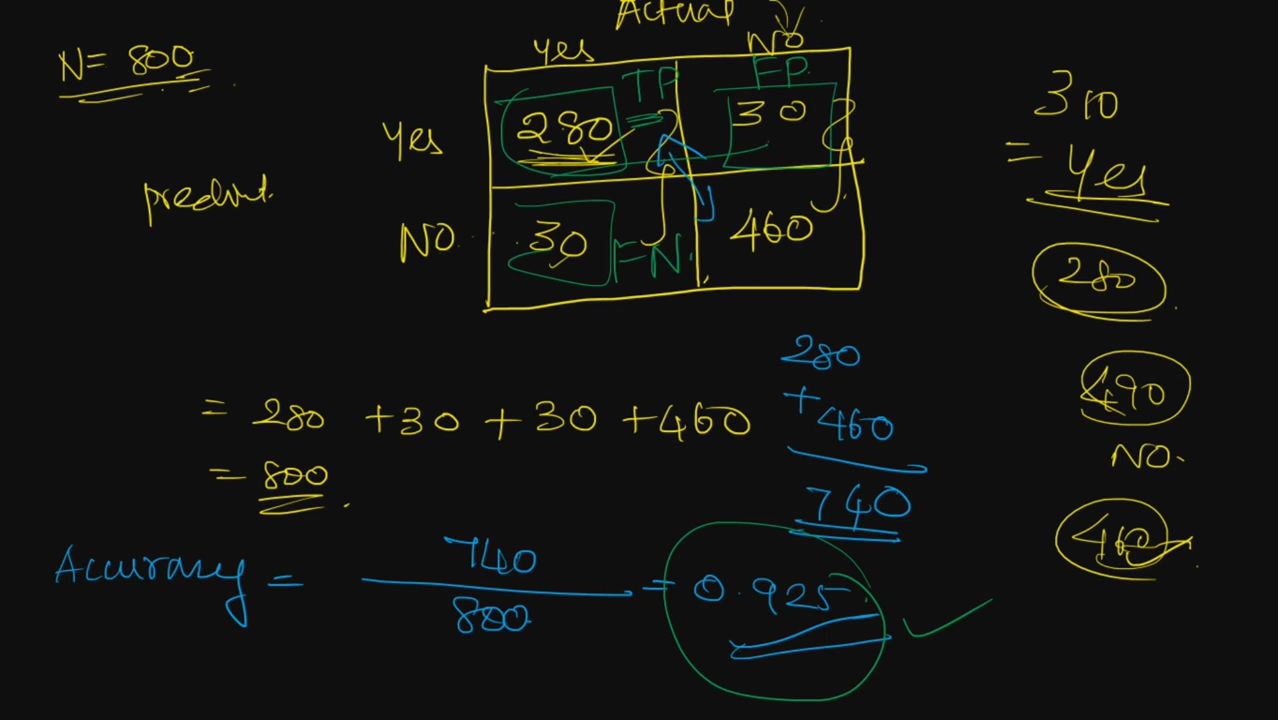 Actual
N = 800
yes NO
TP FP
280 30
yes
predict.
NO
30 FN.
460
310
= yes
280
490
NO.
460
= 280 + 30 + 30 + 460
= 800
280
+ 460
740
Accuracy = 740 / 800 = 0.925